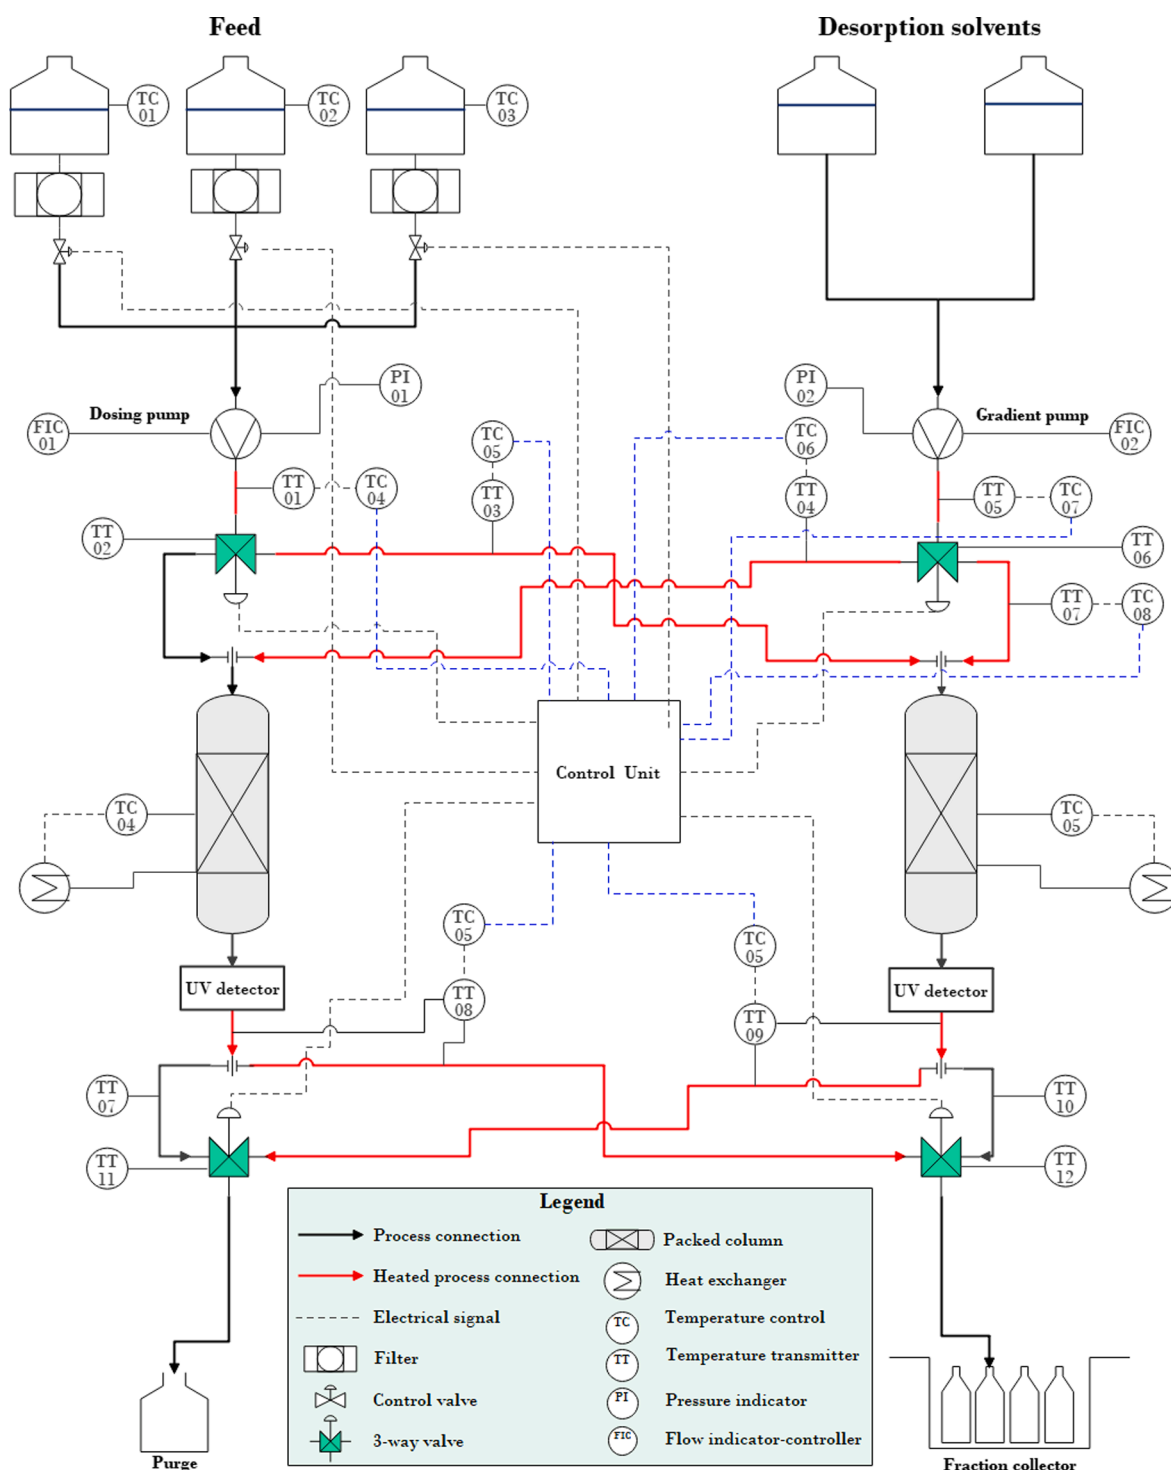 Feed
Desorption solvents
TC
01
TC
02
TC
03
PI
01
PI
02
Dosing pump
FIC
01
Gradient pump
FIC
02
TC
05
TC
06
TT
01
TC
04
TT
03
TT
04
TT
05
TC
07
TT
02
TT
06
TT
07
TC
08
Control Unit
TC
04
TC
05
TC
05
TC
05
UV detector
UV detector
TT
08
TT
09
TT
07
TT
10
TT
11
TT
12
Legend
Process connection
Packed column
Heated process connection
Heat exchanger
Electrical signal
TC
Temperature control
Filter
TT
Temperature transmitter
Control valve
PI
Pressure indicator
3-way valve
FIC
Flow indicator-controller
Purge
Fraction collector